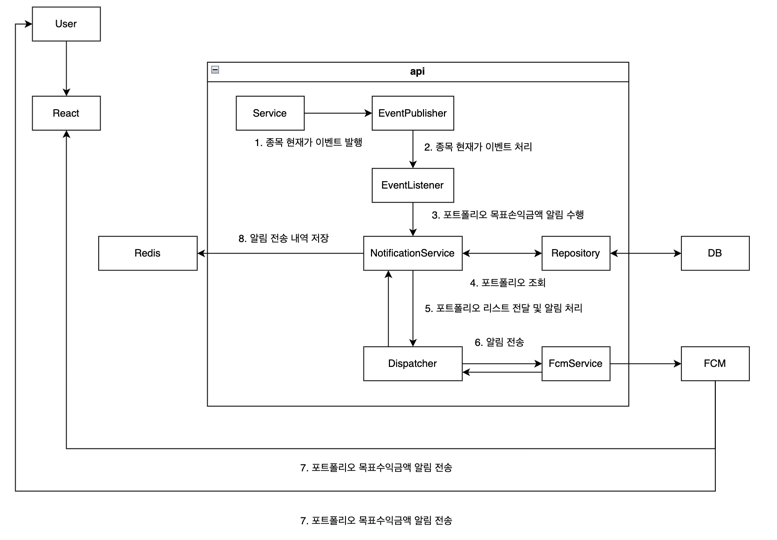 User
React
api
Service
EventPublisher
1. 종목 현재가 이벤트 발행
2. 종목 현재가 이벤트 처리
EventListener
3. 포트폴리오 목표손익금액 알림 수행
8. 알림 전송 내역 저장
Redis
NotificationService
Repository
DB
4. 포트폴리오 조회
5. 포트폴리오 리스트 전달 및 알림 처리
6. 알림 전송
Dispatcher
FcmService
FCM
7. 포트폴리오 목표수익금액 알림 전송
7. 포트폴리오 목표수익금액 알림 전송